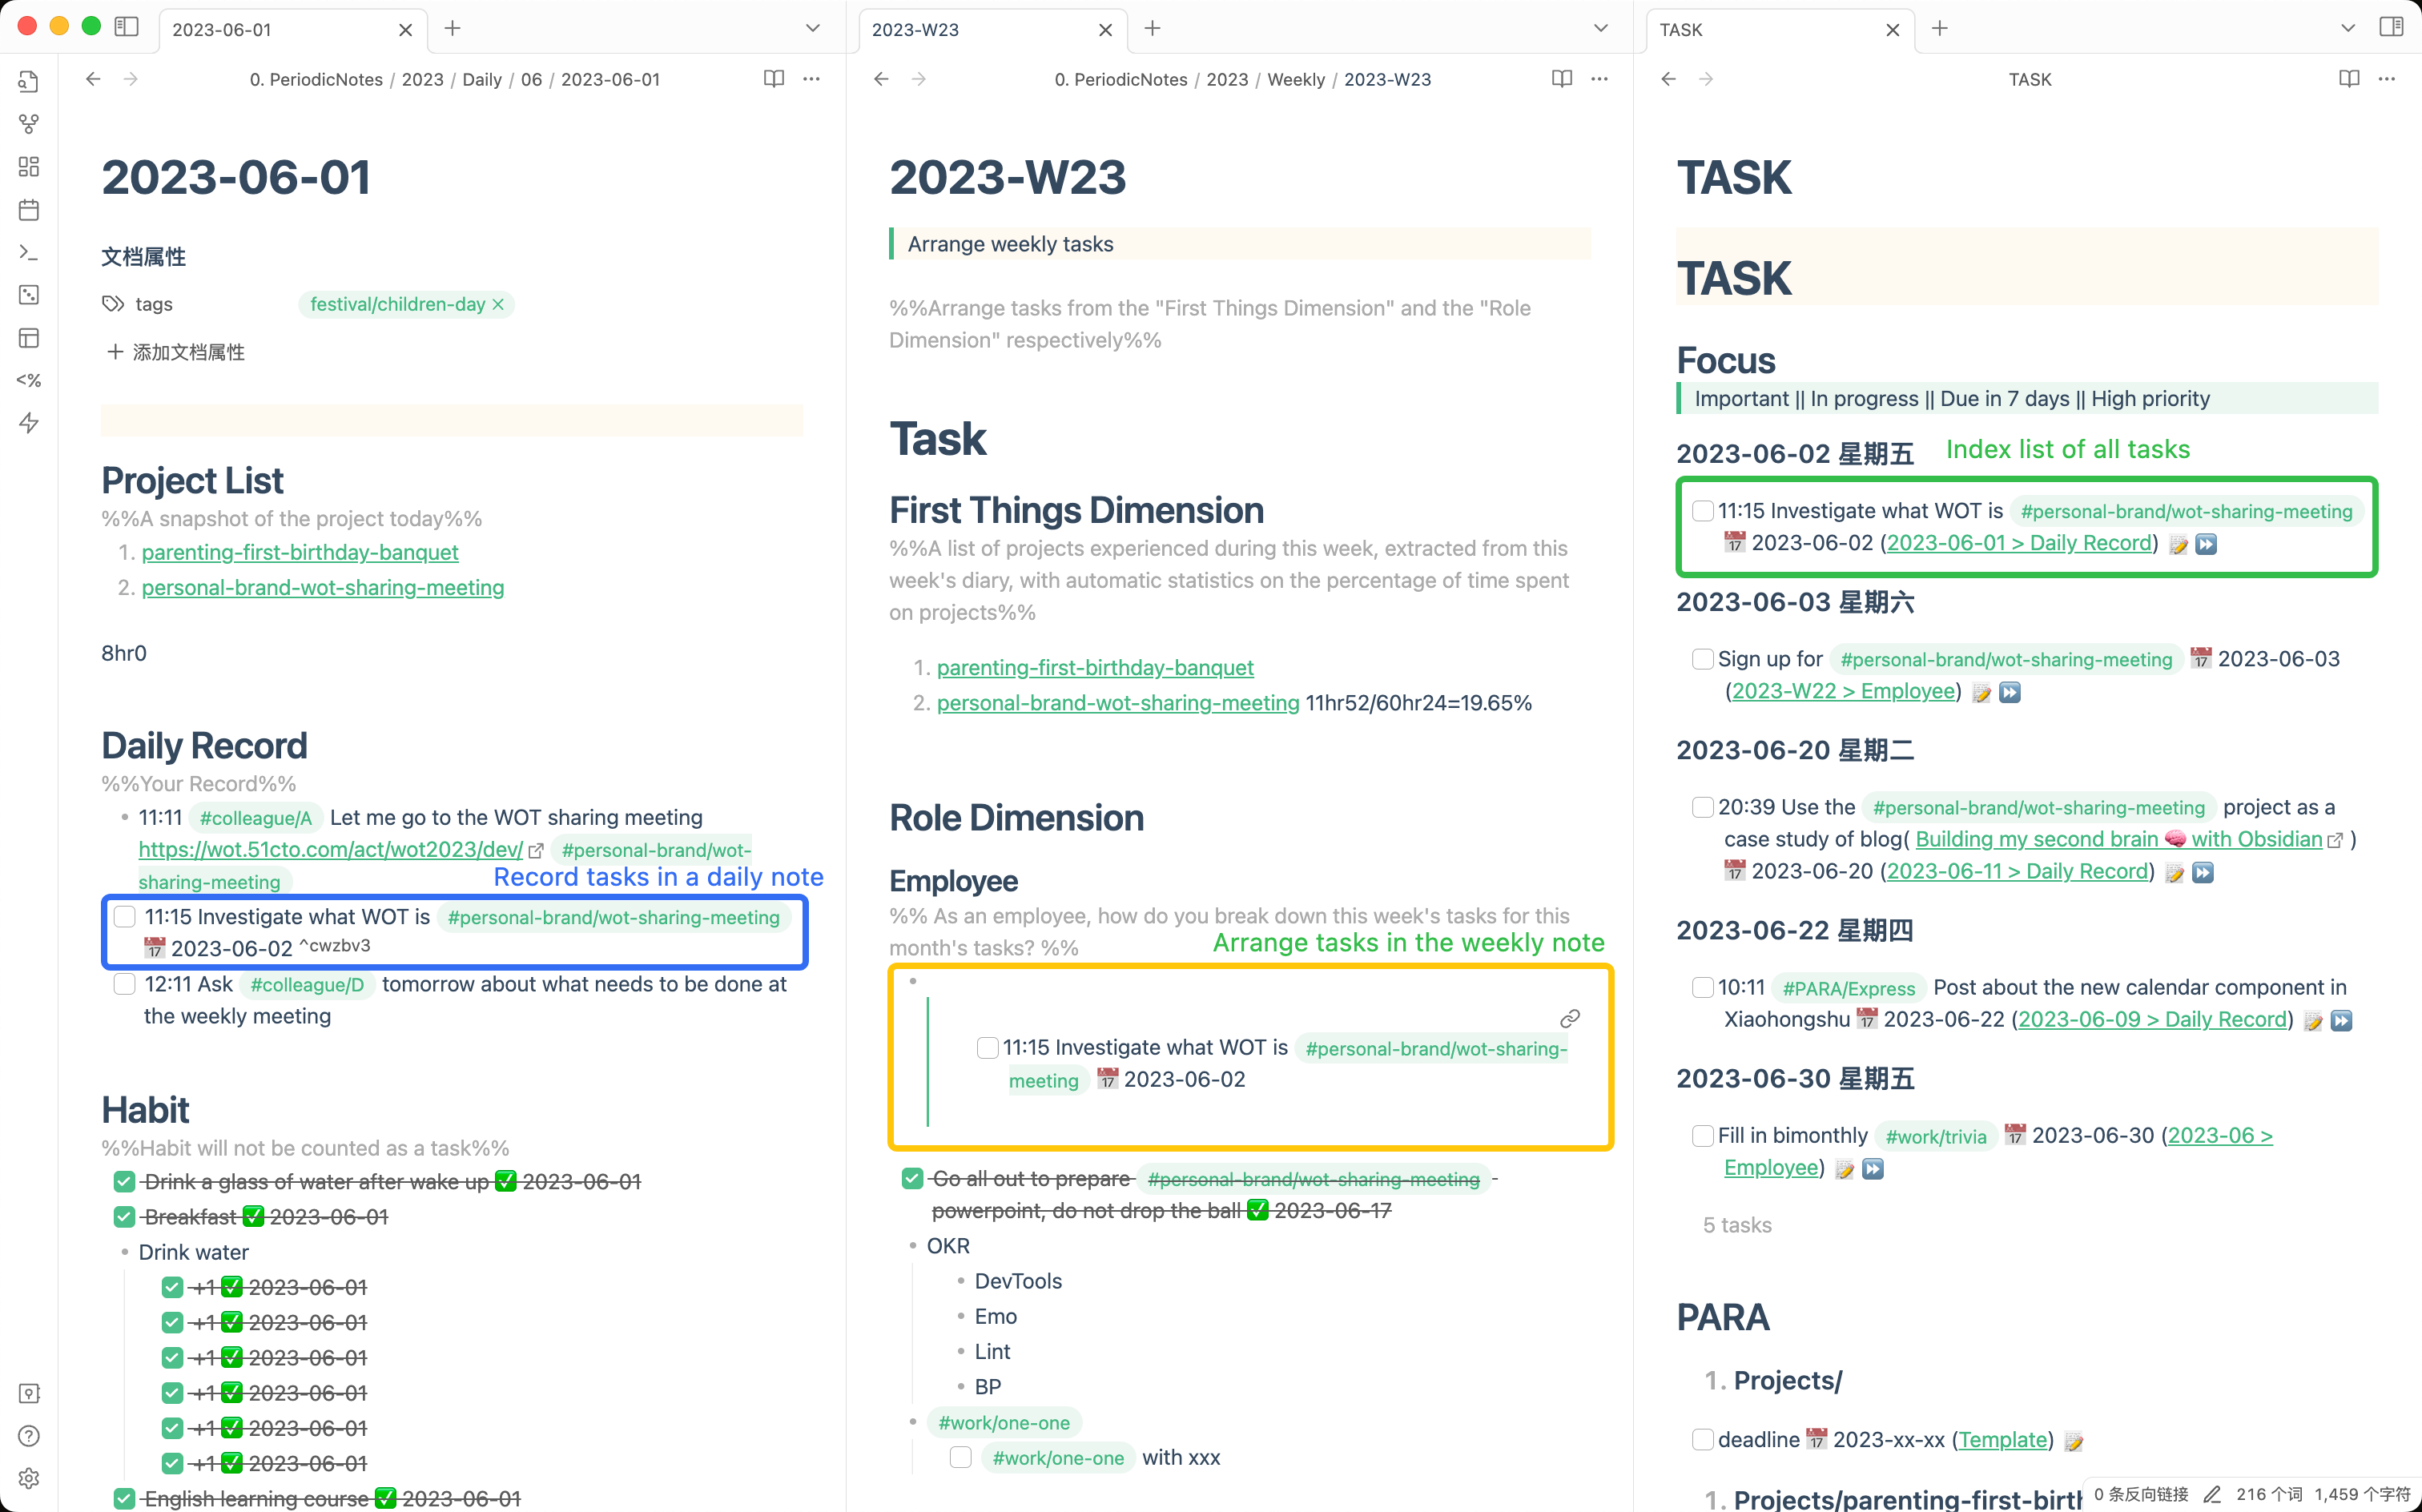 2023-06-01
0. PeriodicNotes / 2023 / Daily / 06 / 2023-06-01
2023-06-01
文档属性
tags
festival/children-day
添加文档属性
Project List
%%A snapshot of the project today%%
1. parenting-first-birthday-banquet
2. personal-brand-wot-sharing-meeting
8hr0
Daily Record
%%Your Record%%
11:11 #colleague/A Let me go to the WOT sharing meeting
https://wot.51cto.com/act/wot2023/dev/ #personal-brand/wot-
sharing-meeting
Record tasks in a daily note
11:15 Investigate what WOT is #personal-brand/wot-sharing-meeting
📅 2023-06-02 ^cwzbv3
12:11 Ask #colleague/D tomorrow about what needs to be done at
the weekly meeting
Habit
%%Habit will not be counted as a task%%
Drink a glass of water after wake up ✅ 2023-06-01
Breakfast ✅ 2023-06-01
Drink water
+1 ✅ 2023-06-01
+1 ✅ 2023-06-01
+1 ✅ 2023-06-01
+1 ✅ 2023-06-01
+1 ✅ 2023-06-01
+1 ✅ 2023-06-01
English learning course ✅ 2023-06-01
2023-W23
0. PeriodicNotes / 2023 / Weekly / 2023-W23
2023-W23
Arrange weekly tasks
%%Arrange tasks from the "First Things Dimension" and the "Role
Dimension" respectively%%
Task
First Things Dimension
%%A list of projects experienced during this week, extracted from this
week's diary, with automatic statistics on the percentage of time spent
on projects%%
1. parenting-first-birthday-banquet
2. personal-brand-wot-sharing-meeting 11hr52/60hr24=19.65%
Role Dimension
Employee
%% As an employee, how do you break down this week's tasks for this
month's tasks? %%
Arrange tasks in the weekly note
11:15 Investigate what WOT is #personal-brand/wot-sharing-
meeting 📅 2023-06-02
Go all out to prepare #personal-brand/wot-sharing-meeting -
powerpoint, do not drop the ball ✅ 2023-06-17
OKR
DevTools
Emo
Lint
BP
#work/one-one
#work/one-one with xxx
TASK
TASK
TASK
TASK
Focus
Important || In progress || Due in 7 days || High priority
2023-06-02 星期五
Index list of all tasks
11:15 Investigate what WOT is #personal-brand/wot-sharing-meeting
📅 2023-06-02 (2023-06-01 > Daily Record) 📝 ⏩
2023-06-03 星期六
Sign up for #personal-brand/wot-sharing-meeting 📅 2023-06-03
(2023-W22 > Employee) 📝 ⏩
2023-06-20 星期二
20:39 Use the #personal-brand/wot-sharing-meeting project as a
case study of blog( Building my second brain 🧠 with Obsidian )
📅 2023-06-20 (2023-06-11 > Daily Record) 📝 ⏩
2023-06-22 星期四
10:11 #PARA/Express Post about the new calendar component in
Xiaohongshu 📅 2023-06-22 (2023-06-09 > Daily Record) 📝 ⏩
2023-06-30 星期五
Fill in bimonthly #work/trivia 📅 2023-06-30 (2023-06 >
Employee) 📝 ⏩
5 tasks
PARA
1. Projects/
deadline 📅 2023-xx-xx (Template) 📝
1. Projects/parenting-first-birth
0 条反向链接 216 个词 1,459 个字符